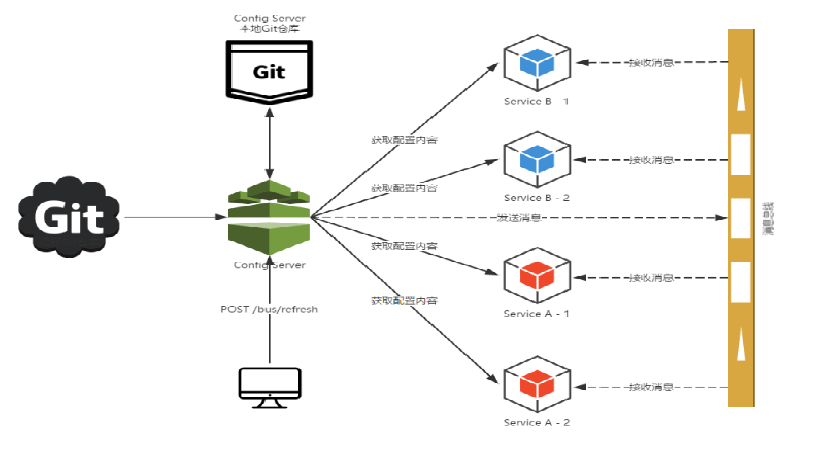 Config Server
本地Git仓库
Git
Service B - 1
接收消息
获取配置内容
Service B - 2
接收消息
获取配置内容
Git
发送消息
消息总线
Config Server
获取配置内容
Service A - 1
接收消息
获取配置内容
POST /bus/refresh
Service A - 2
接收消息